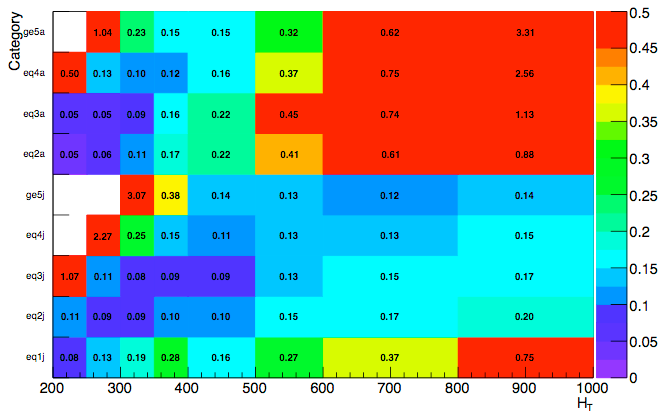 Category
ge5a 1.04 0.23 0.15 0.15 0.32 0.62 3.31
eq4a 0.50 0.13 0.10 0.12 0.16 0.37 0.75 2.56
eq3a 0.05 0.05 0.09 0.16 0.22 0.45 0.74 1.13
eq2a 0.05 0.06 0.11 0.17 0.22 0.41 0.61 0.88
ge5j 3.07 0.38 0.14 0.13 0.12 0.14
eq4j 2.27 0.25 0.15 0.11 0.13 0.13 0.15
eq3j 1.07 0.11 0.08 0.09 0.09 0.13 0.15 0.17
eq2j 0.11 0.09 0.09 0.10 0.10 0.15 0.17 0.20
eq1j 0.08 0.13 0.19 0.28 0.16 0.27 0.37 0.75
200 300 400 500 600 700 800 900 1000
H_T
0.5
0.45
0.4
0.35
0.3
0.25
0.2
0.15
0.1
0.05
0